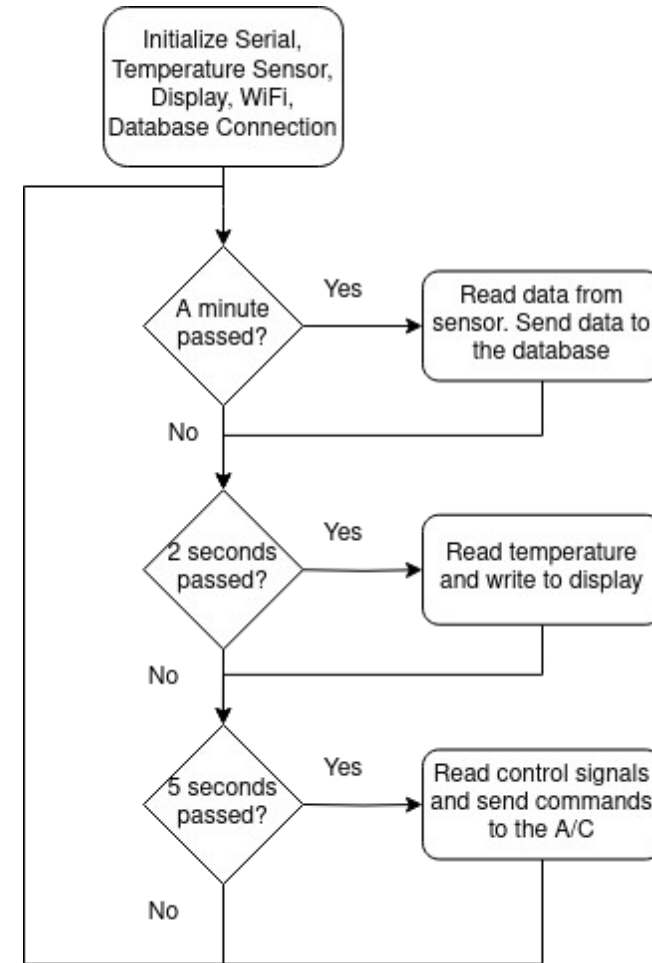 Initialize Serial,
Temperature Sensor,
Display, WiFi,
Database Connection
A minute
passed?
Yes
Read data from
sensor. Send data to
the database
No
2 seconds
passed?
Yes
Read temperature
and write to display
No
5 seconds
passed?
Yes
Read control signals
and send commands
to the A/C
No